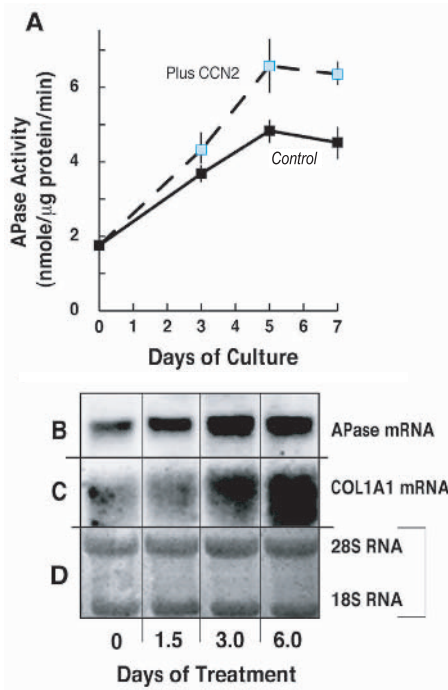 A
6
4
2
0
APase Activity
(nmole/µg protein/min)
Plus CCN2
Control
0 1 2 3 4 5 6 7
Days of Culture
B APase mRNA
C COL1A1 mRNA
28S RNA
D
18S RNA
0 1.5 3.0 6.0
Days of Treatment